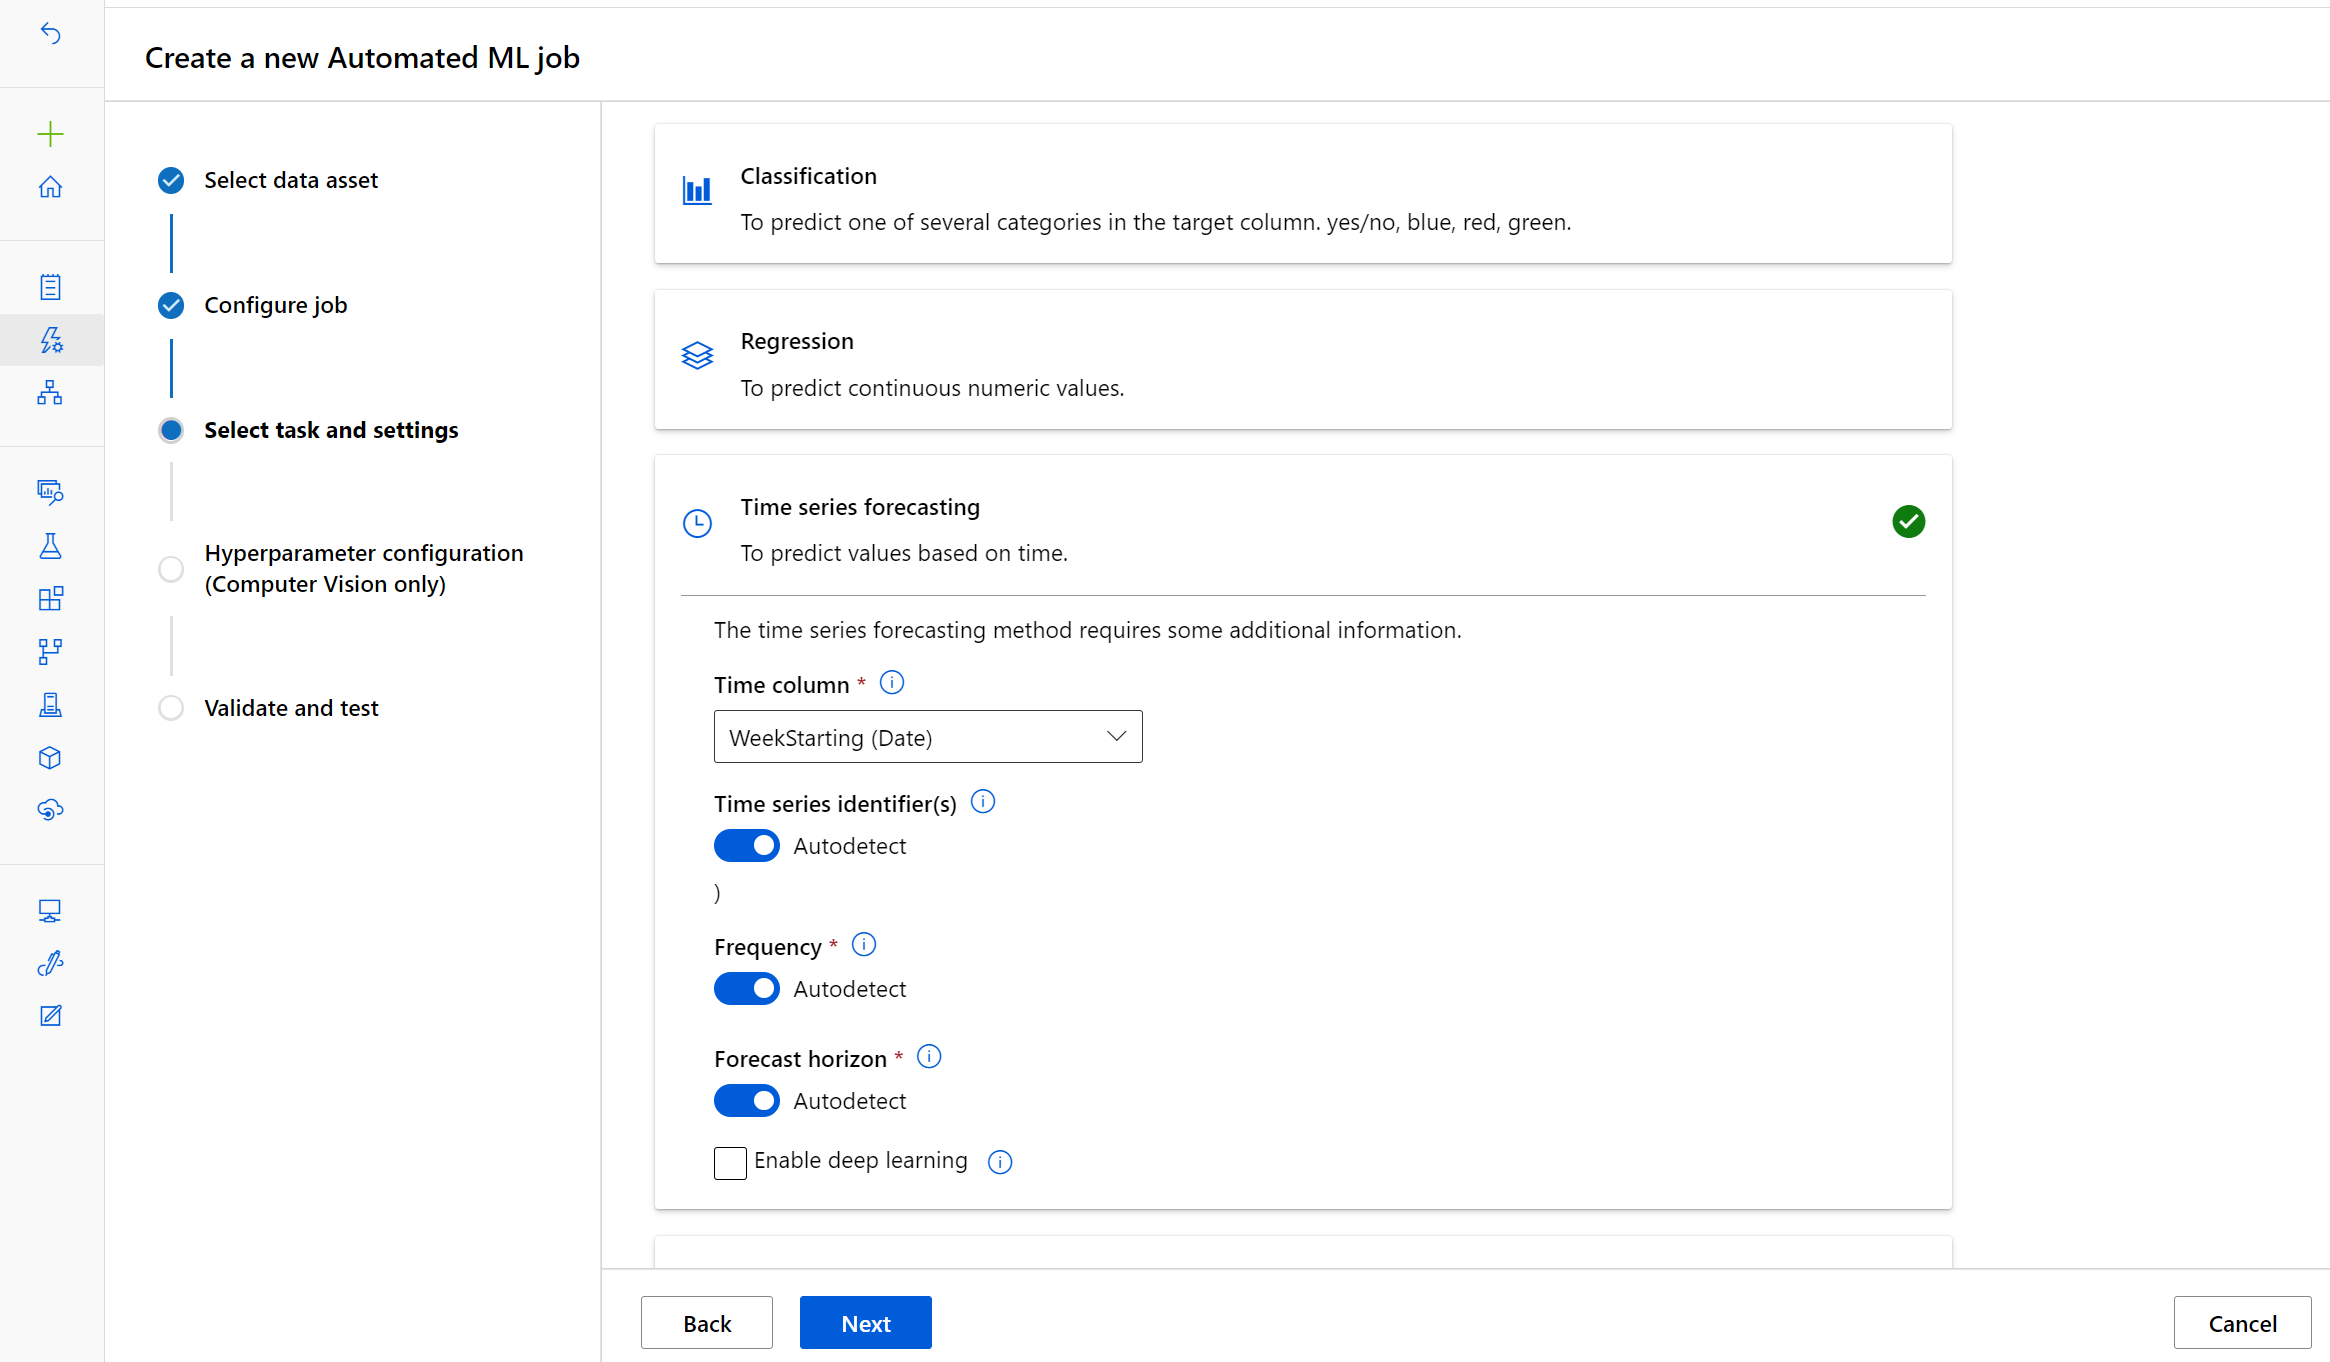 Create a new Automated ML job
Select data asset
Configure job
Select task and settings
Hyperparameter configuration
(Computer Vision only)
Validate and test
Classification
To predict one of several categories in the target column. yes/no, blue, red, green.
Regression
To predict continuous numeric values.
Time series forecasting
To predict values based on time.
The time series forecasting method requires some additional information.
Time column *
WeekStarting (Date)
Time series identifier(s)
Autodetect
)
Frequency *
Autodetect
Forecast horizon *
Autodetect
Enable deep learning
Back
Next
Cancel